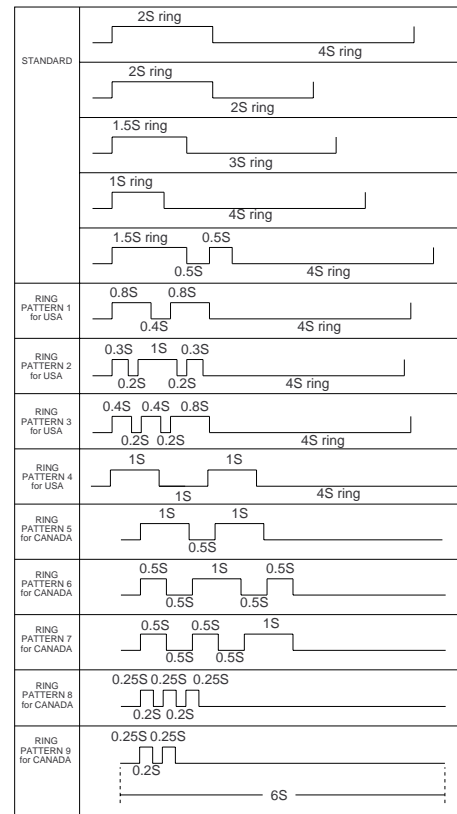 STANDARD
2S ring
4S ring
2S ring
2S ring
1.5S ring
3S ring
1S ring
4S ring
1.5S ring 0.5S
0.5S 4S ring
RING
PATTERN 1
for USA
0.8S 0.8S
0.4S 4S ring
RING
PATTERN 2
for USA
0.3S 1S 0.3S
0.2S 0.2S 4S ring
RING
PATTERN 3
for USA
0.4S 0.4S 0.8S
0.2S 0.2S 4S ring
RING
PATTERN 4
for USA
1S 1S
1S 4S ring
RING
PATTERN 5
for CANADA
1S 1S
0.5S
RING
PATTERN 6
for CANADA
0.5S 1S 0.5S
0.5S 0.5S
RING
PATTERN 7
for CANADA
0.5S 0.5S 1S
0.5S 0.5S
RING
PATTERN 8
for CANADA
0.25S 0.25S 0.25S
0.2S 0.2S
RING
PATTERN 9
for CANADA
0.25S 0.25S
0.2S
6S